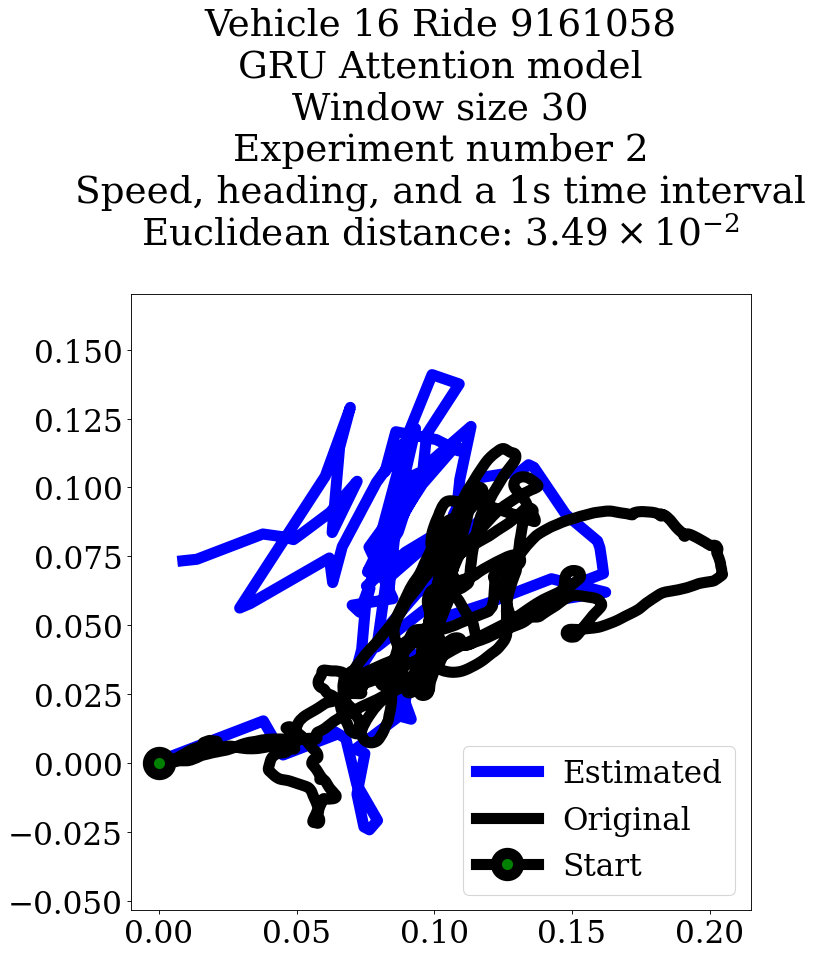 Vehicle 16 Ride 9161058
GRU Attention model
Window size 30
Experiment number 2
Speed, heading, and a 1s time interval
Euclidean distance: 3.49 × 10⁻²
0.150
0.125
0.100
0.075
0.050
0.025
0.000
−0.025
−0.050
Estimated
Original
Start
0.00 0.05 0.10 0.15 0.20